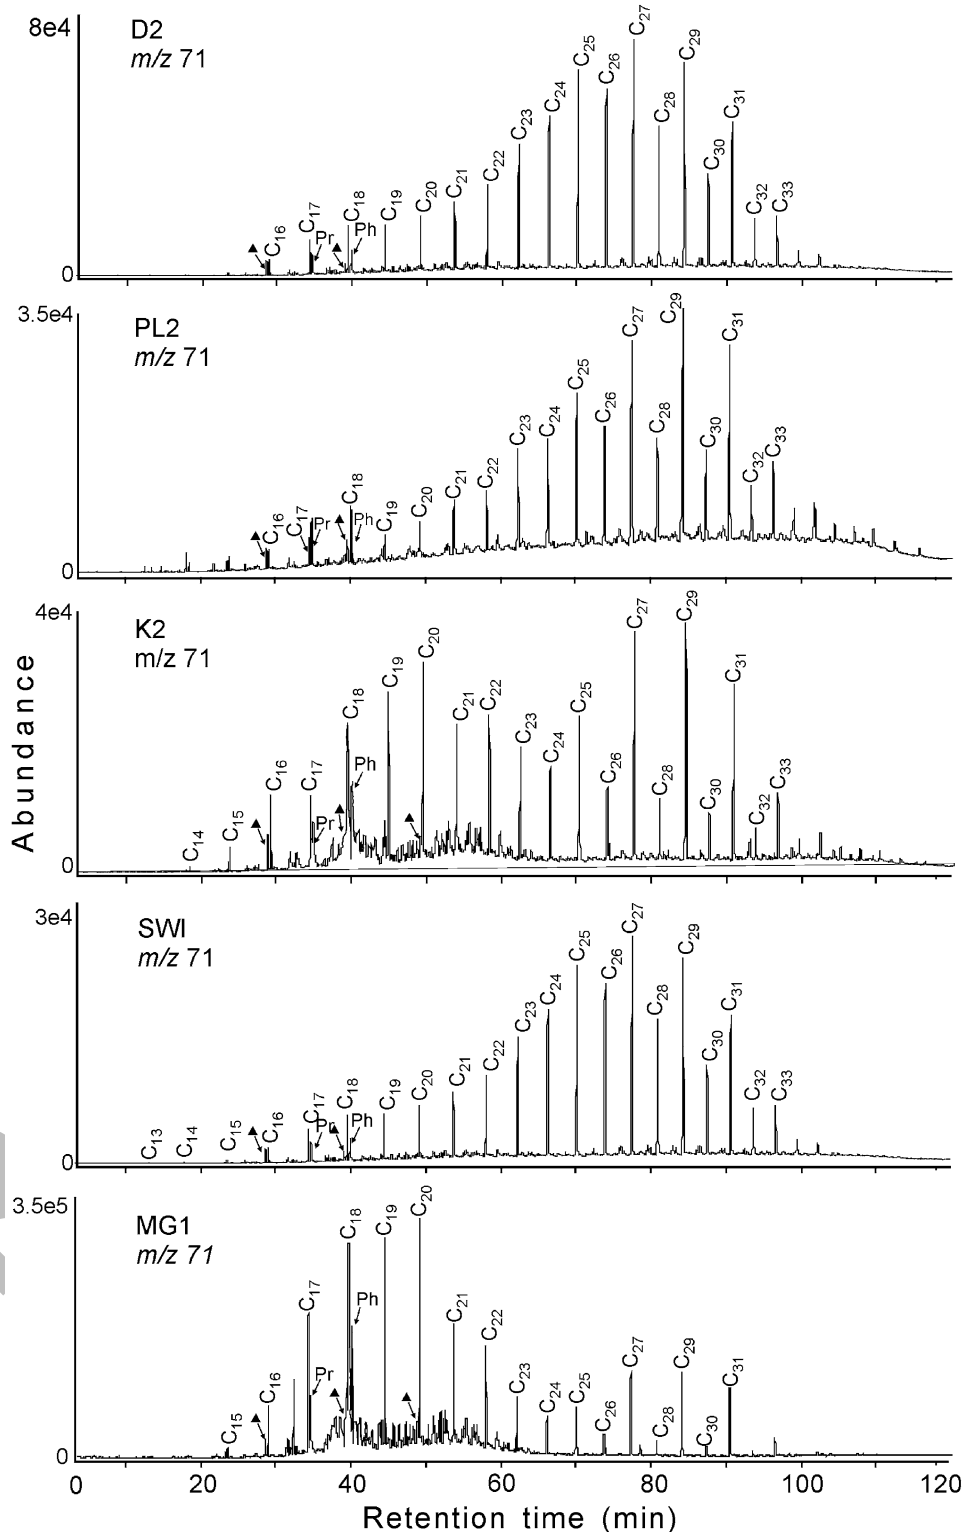 8e4
D2
m/z 71
▲ C16 C17 Pr ▲ C18 Ph C19 C20 C21 C22 C23 C24 C25 C26 C27 C28 C29 C30 C31 C32 C33
0
3.5e4
PL2
m/z 71
▲ C16 C17 Pr ▲ C18 Ph C19 C20 C21 C22 C23 C24 C25 C26 C27 C28 C29 C30 C31 C32 C33
0
4e4
K2
m/z 71
C14 C15 ▲ C16 C17 Pr ▲ C18 Ph C19 ▲ C20 C21 C22 C23 C24 C25 C26 C27 C28 C29 C30 C31 C32 C33
0
Abundance
3e4
SWI
m/z 71
C13 C14 C15 ▲ C16 C17 Pr ▲ C18 Ph C19 C20 C21 C22 C23 C24 C25 C26 C27 C28 C29 C30 C31 C32 C33
0
3.5e5
MG1
m/z 71
C15 ▲ C16 C17 Pr ▲ C18 Ph C19 ▲ C20 C21 C22 C23 C24 C25 C26 C27 C28 C29 C30 C31
0
0 20 40 60 80 100 120
Retention time (min)